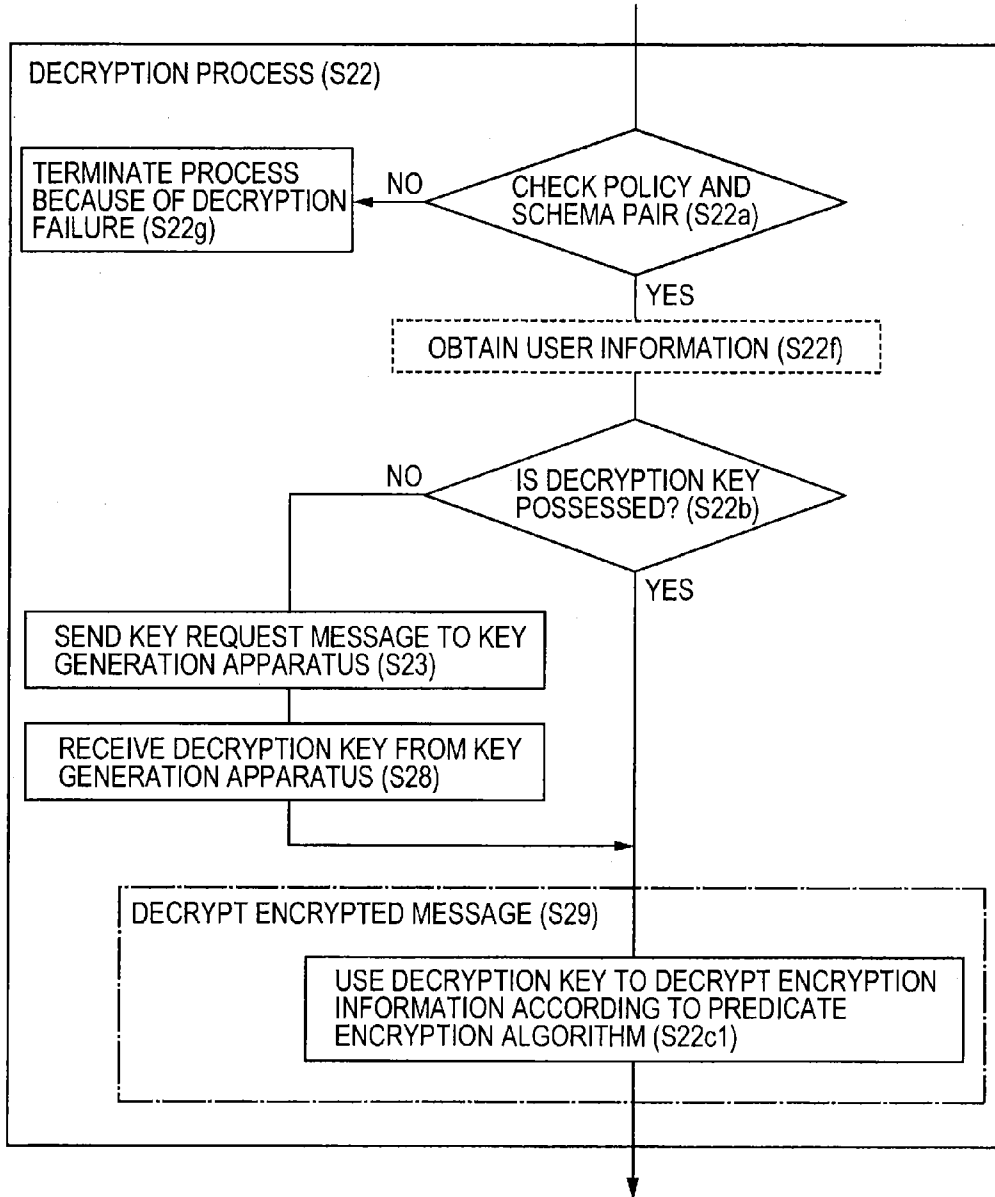 DECRYPTION PROCESS (S22)
TERMINATE PROCESS
BECAUSE OF DECRYPTION
FAILURE (S22g)
NO
CHECK POLICY AND
SCHEMA PAIR (S22a)
YES
OBTAIN USER INFORMATION (S22f)
NO
IS DECRYPTION KEY
POSSESSED? (S22b)
YES
SEND KEY REQUEST MESSAGE TO KEY
GENERATION APPARATUS (S23)
RECEIVE DECRYPTION KEY FROM KEY
GENERATION APPARATUS (S28)
DECRYPT ENCRYPTED MESSAGE (S29)
USE DECRYPTION KEY TO DECRYPT ENCRYPTION
INFORMATION ACCORDING TO PREDICATE
ENCRYPTION ALGORITHM (S22c1)